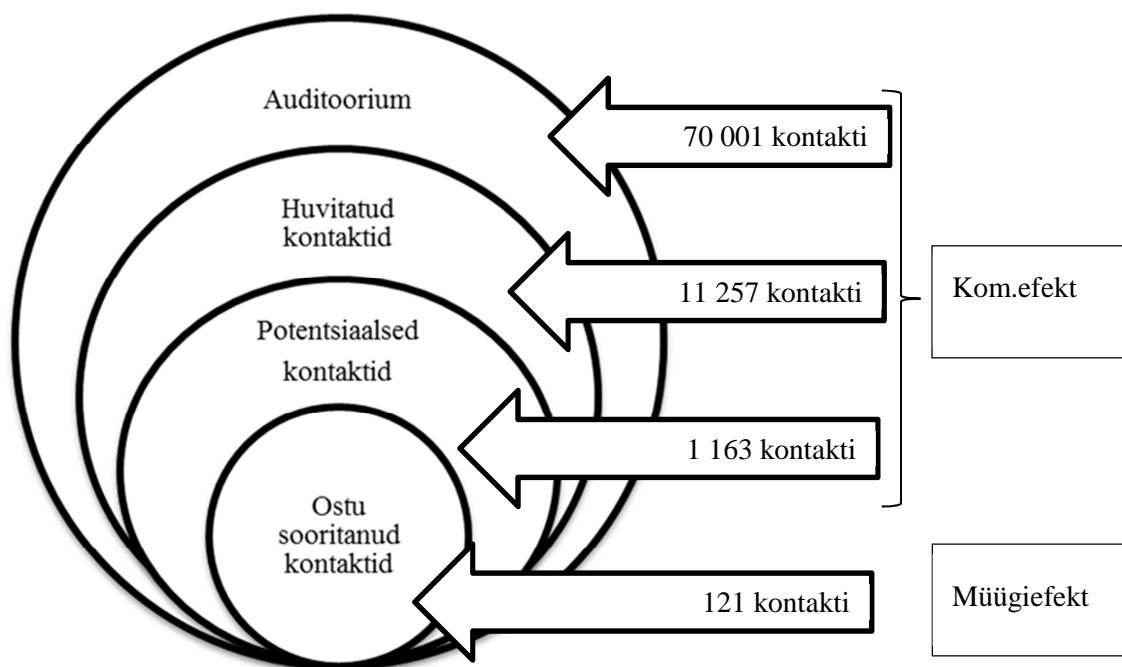 Auditoorium
70 001 kontakti
Huvitatud
kontaktid
11 257 kontakti
Kom.efekt
Potentsiaalsed
kontaktid
1 163 kontakti
Ostu
sooritanud
kontaktid
121 kontakti
Müügiefekt